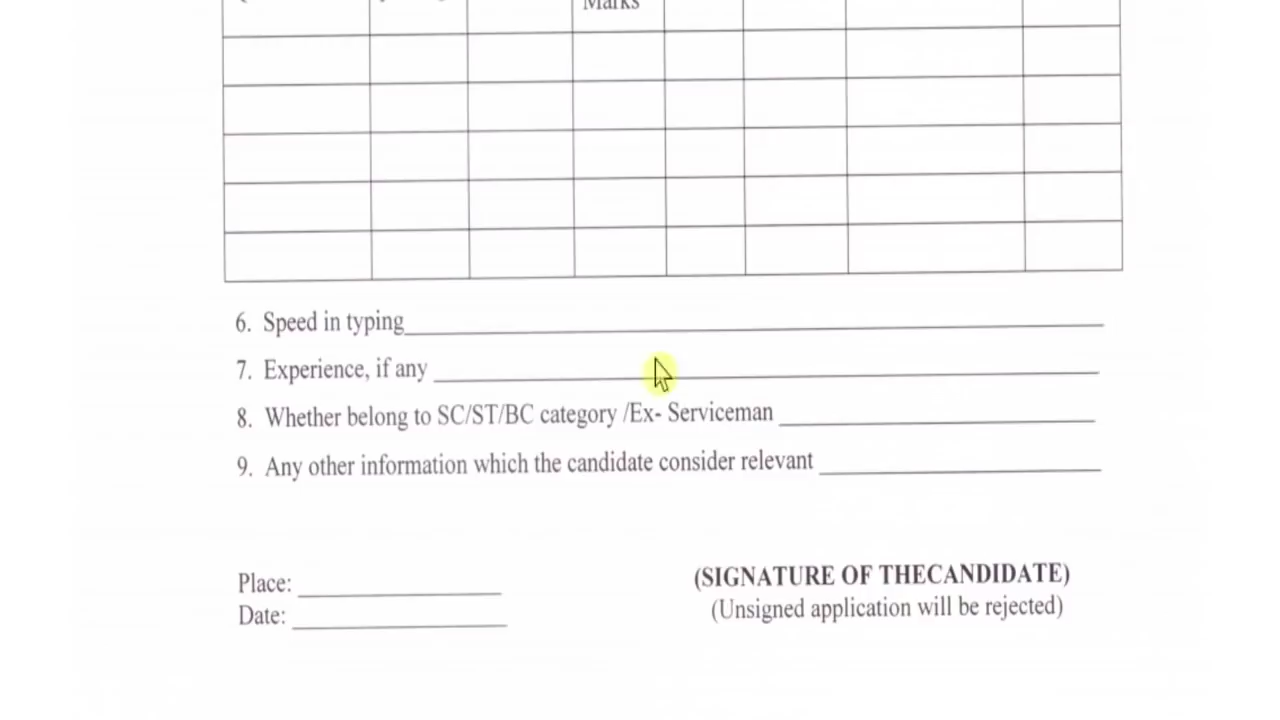 Marks
6. Speed in typing
7. Experience, if any
8. Whether belong to SC/ST/BC category /Ex- Serviceman
9. Any other information which the candidate consider relevant
Place:
(SIGNATURE OF THECANDIDATE)
Date:
(Unsigned application will be rejected)